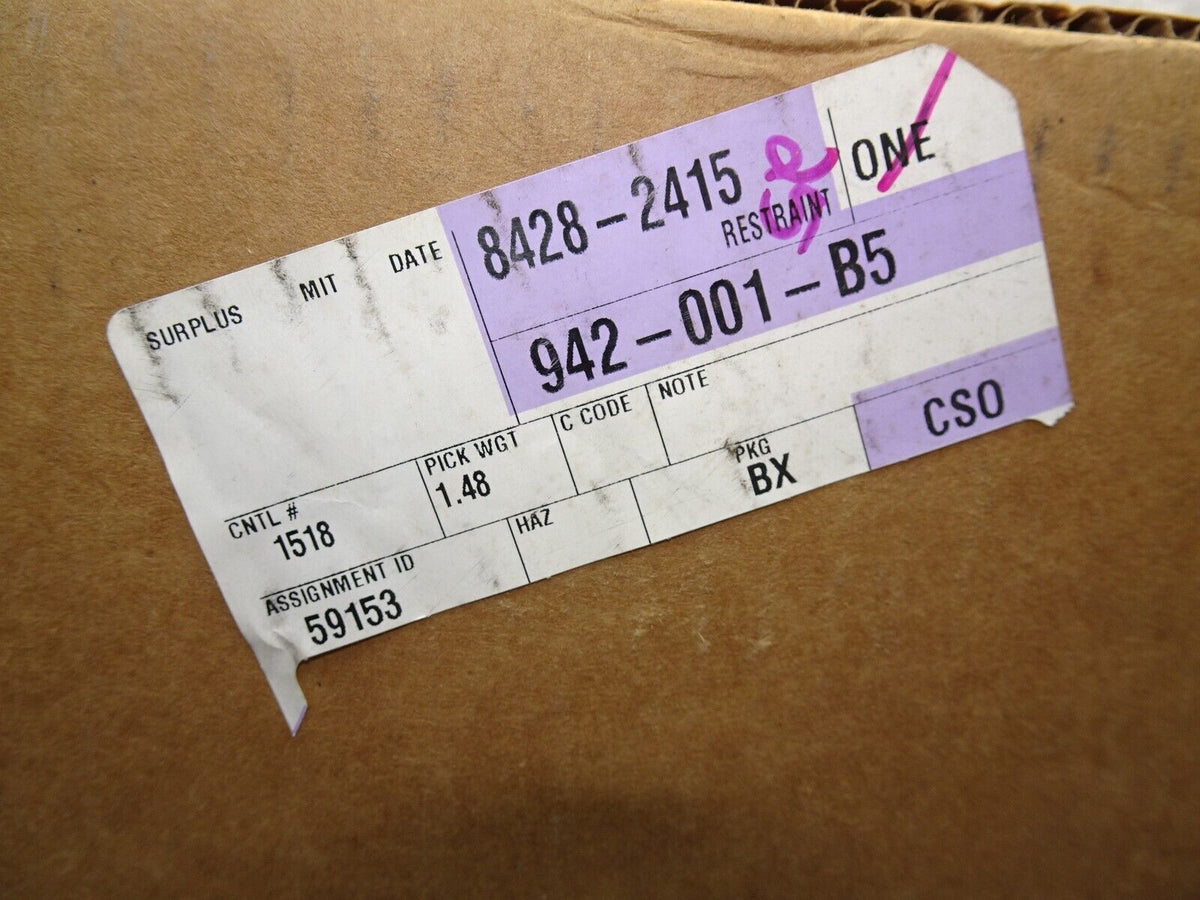 SURPLUS MIT DATE
8428-2415
RESTRAINT
ONE
942-001-B5
CNTL #
1518
PICK WGT
1.48
C CODE
NOTE
ASSIGNMENT ID
59153
HAZ
PKG
BX
CSO